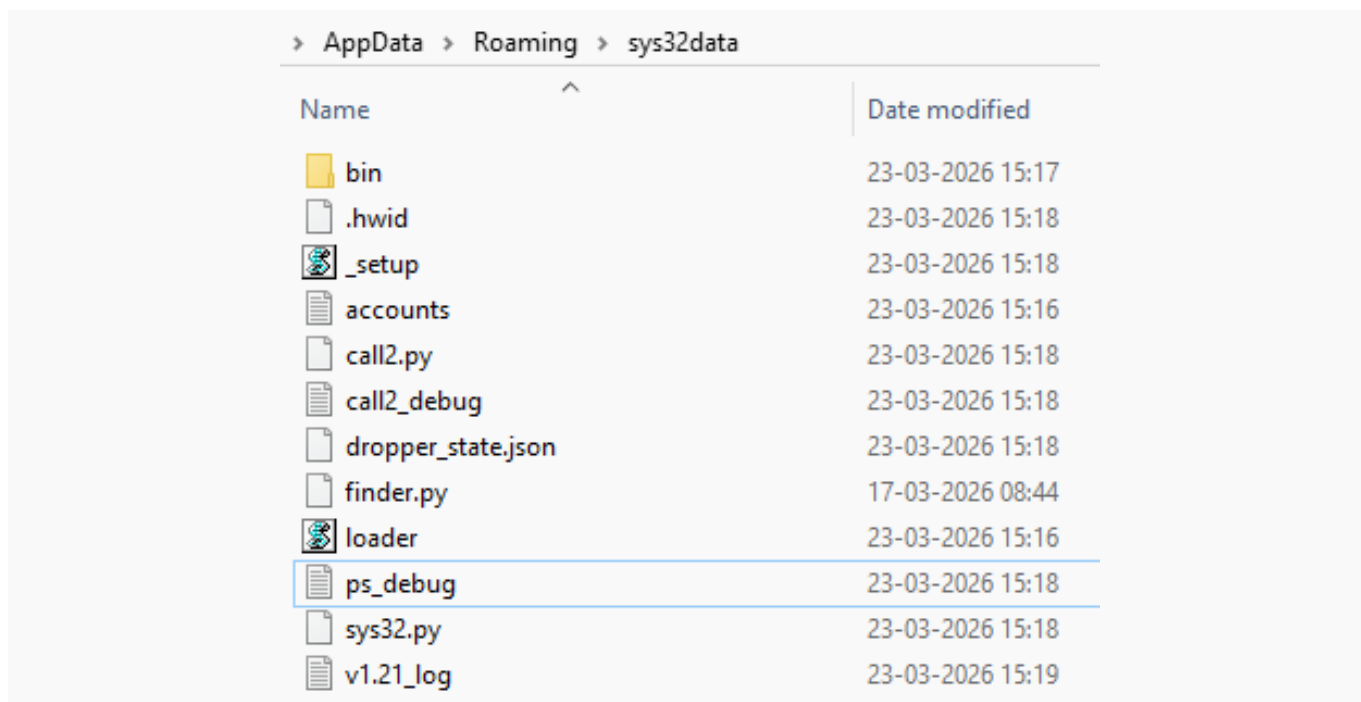 > AppData > Roaming > sys32data
Name Date modified
bin 23-03-2026 15:17
.hwid 23-03-2026 15:18
_setup 23-03-2026 15:18
accounts 23-03-2026 15:16
call2.py 23-03-2026 15:18
call2_debug 23-03-2026 15:18
dropper_state.json 23-03-2026 15:18
finder.py 17-03-2026 08:44
loader 23-03-2026 15:16
ps_debug 23-03-2026 15:18
sys32.py 23-03-2026 15:18
v1.21_log 23-03-2026 15:19